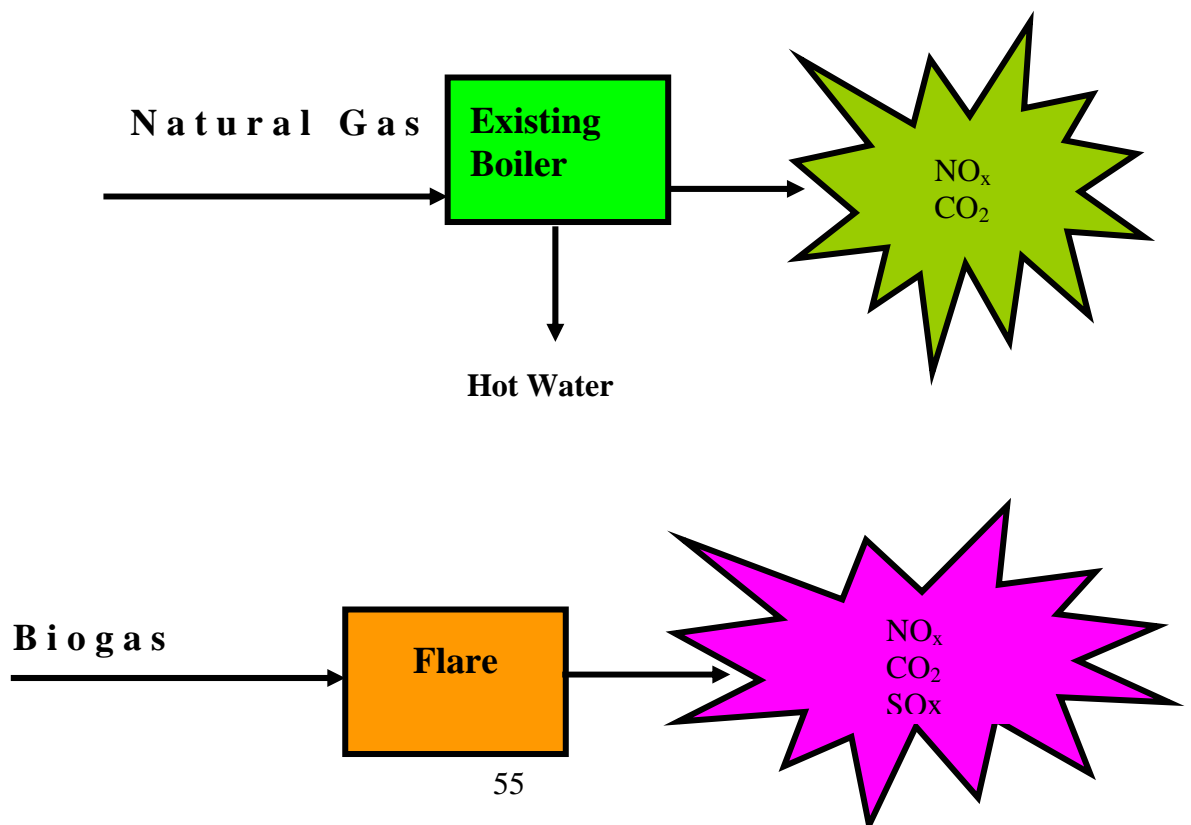 Natural Gas
Existing
Boiler
NOₓ
CO₂
Hot Water
Biogas
Flare
NOₓ
CO₂
SOx
55